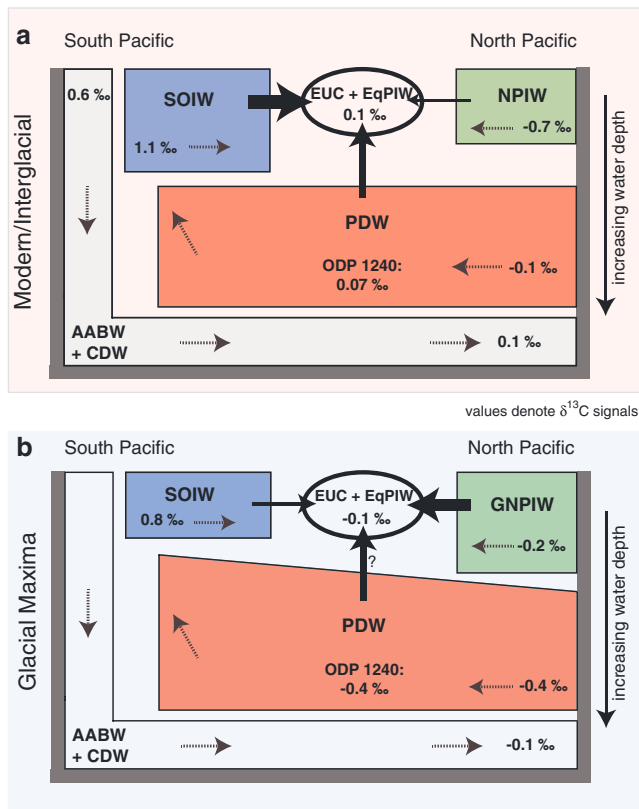 a
South Pacific
North Pacific
Modern/Interglacial
0.6 ‰
SOIW
1.1 ‰
EUC + EqPIW
0.1 ‰
NPIW
-0.7 ‰
PDW
ODP 1240:
0.07 ‰
-0.1 ‰
AABW
+ CDW
0.1 ‰
increasing water depth
values denote δ¹³C signals
b
South Pacific
North Pacific
Glacial Maxima
SOIW
0.8 ‰
EUC + EqPIW
-0.1 ‰
GNPIW
-0.2 ‰
?
PDW
ODP 1240:
-0.4 ‰
-0.4 ‰
AABW
+ CDW
-0.1 ‰
increasing water depth